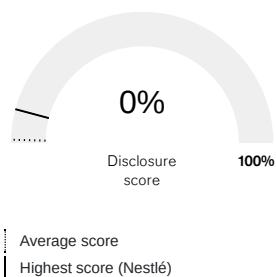 0%
Disclosure
score
100%
Average score
Highest score (Nestlé)